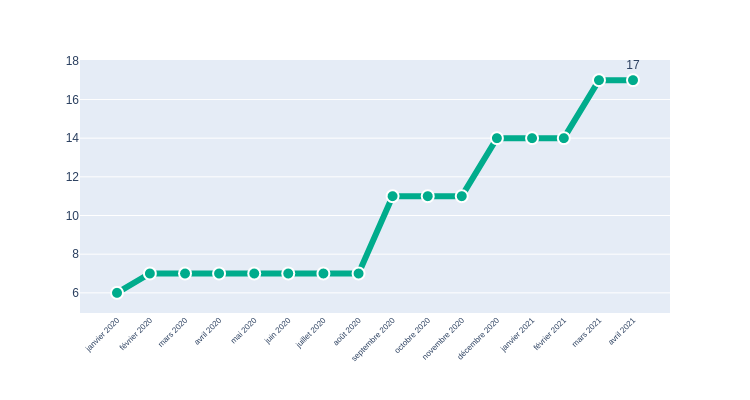 18
17
16
14
12
10
8
6
janvier 2020
février 2020
mars 2020
avril 2020
mai 2020
juin 2020
juillet 2020
août 2020
septembre 2020
octobre 2020
novembre 2020
décembre 2020
janvier 2021
février 2021
mars 2021
avril 2021